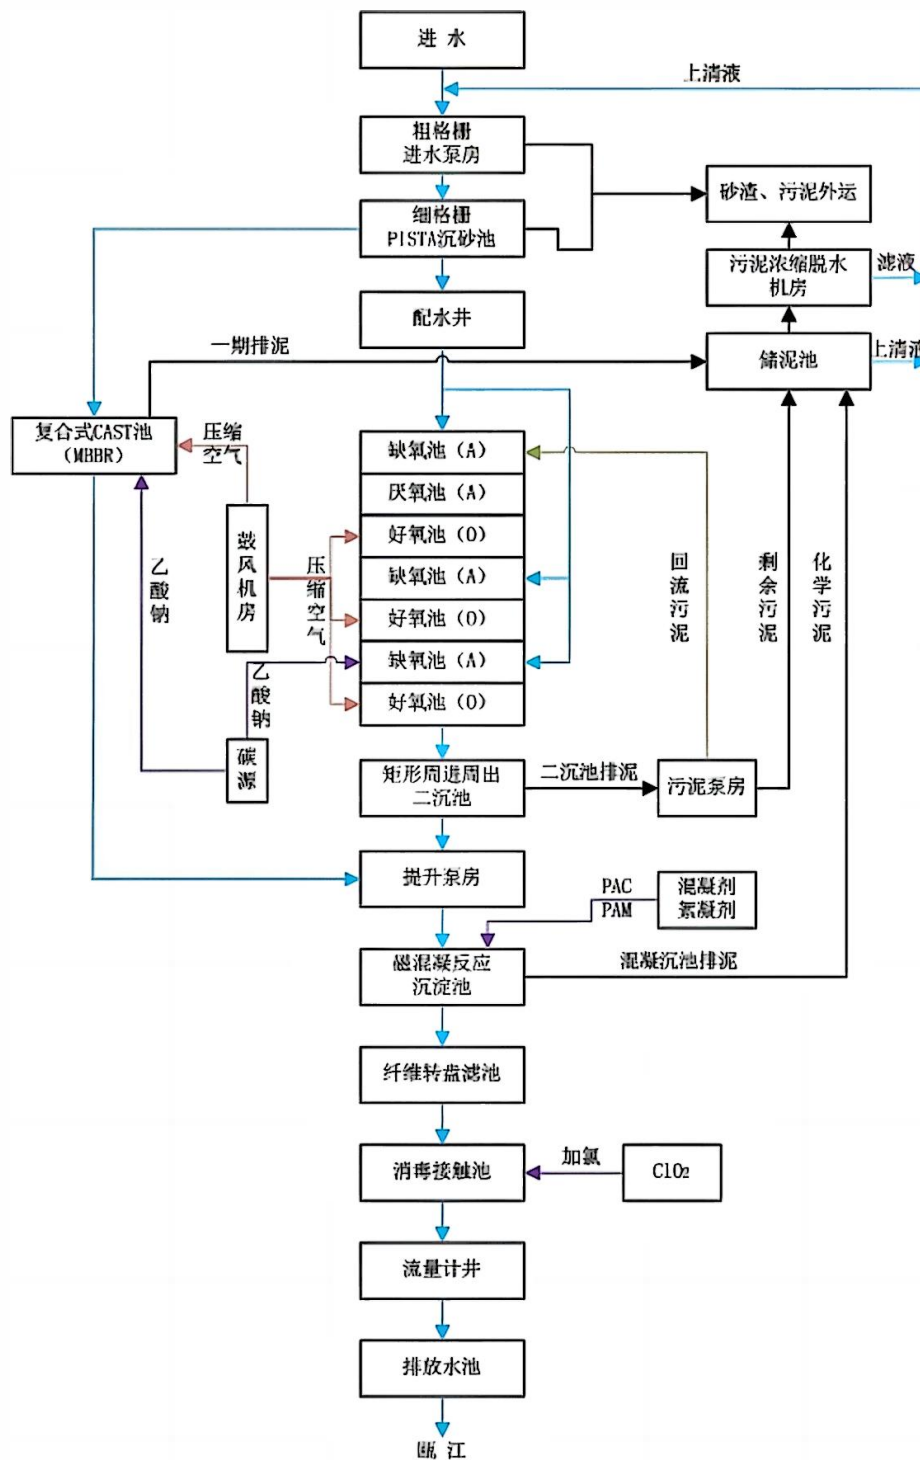 进 水
上清液
粗格栅
进水泵房
细格栅
PISTA沉砂池
砂渣、污泥外运
污泥浓缩脱水
机房
滤液
配水井
一期排泥
储泥池
上清液
复合式CAST池
（MBBR）
压缩
空气
缺氧池（A）
厌氧池（A）
好氧池（O）
缺氧池（A）
好氧池（O）
缺氧池（A）
好氧池（O）
鼓风机房
压缩空气
乙酸钠
乙酸钠
碳源
回流污泥
剩余污泥
化学污泥
矩形周进周出
二沉池
二沉池排泥
污泥泵房
提升泵房
PAC
PAM
混凝剂
絮凝剂
磁混凝反应
沉淀池
混凝沉池排泥
纤维转盘滤池
消毒接触池
加氯
ClO₂
流量计井
排放水池
瓯 江